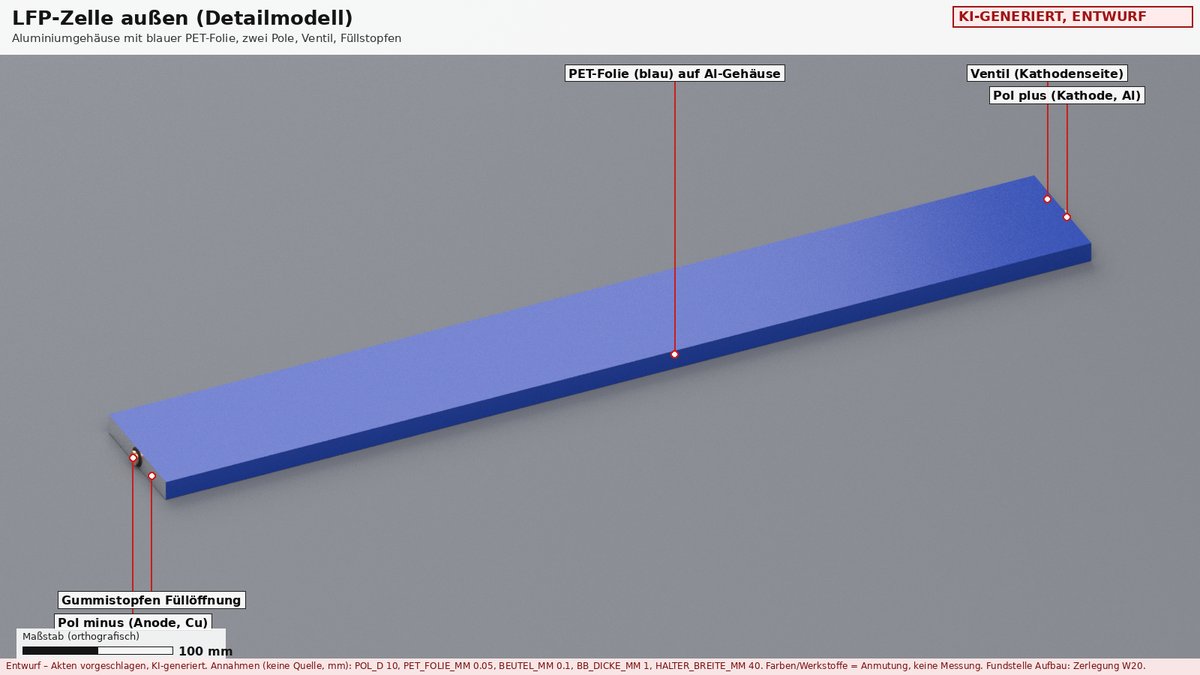 LFP-Zelle außen (Detailmodell)
KI-GENERIERT, ENTWURF
Aluminiumgehäuse mit blauer PET-Folie, zwei Pole, Ventil, Füllstopfen
PET-Folie (blau) auf Al-Gehäuse
Ventil (Kathodenseite)
Pol plus (Kathode, Al)
Gummistopfen Füllöffnung
Pol minus (Anode, Cu)
Maßstab (orthografisch)
100 mm
Entwurf – Akten vorgeschlagen, KI-generiert. Annahmen (keine Quelle, mm): POL_D 10, PET_FOLIE_MM 0.05, BEUTEL_MM 0.1, BB_DICKE_MM 1, HALTER_BREITE_MM 40. Farben/Werkstoffe = Anmutung, keine Messung. Fundstelle Aufbau: Zerlegung W20.